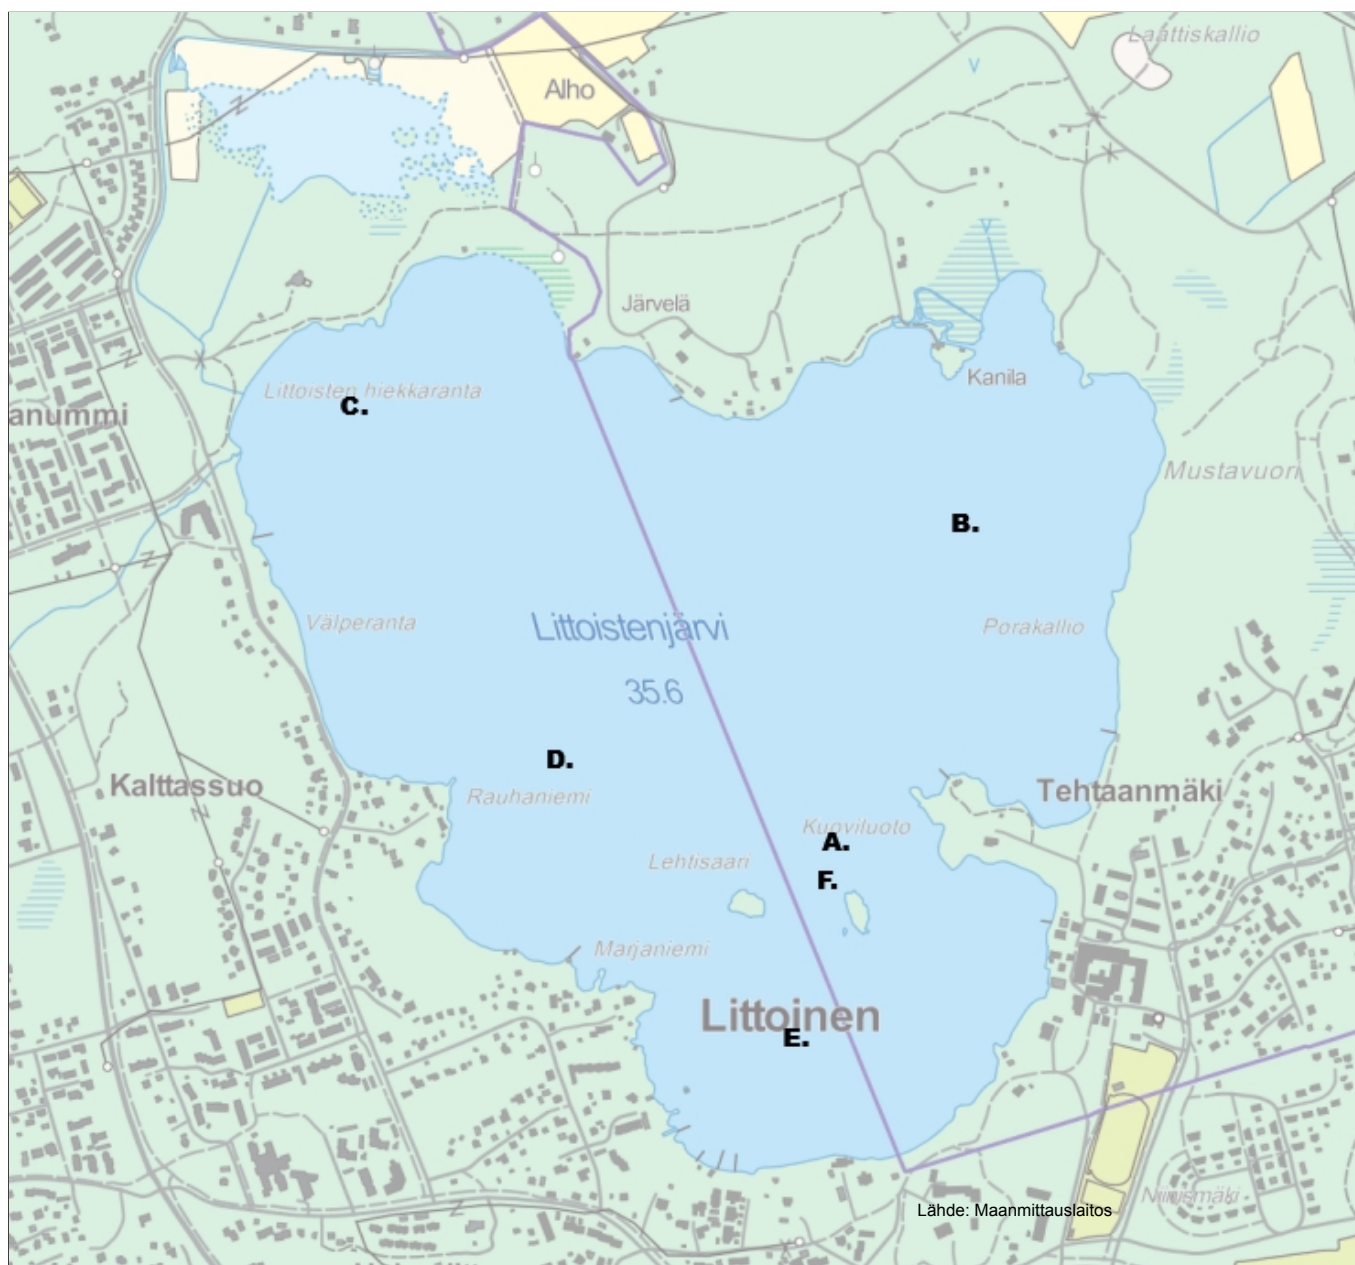 Laattiskallio
Alho
Järvelä
Kanila
Littoisten hiekkaranta
C.
anummi
Mustavuori
B.
Välperanta
Littoistenjärvi
Porakallio
35.6
D.
Kalttassuo
Rauhaniemi
Tehtaanmäki
Kuoviluoto
A.
Lehtisaari
F.
Marjaniemi
Littoinen
E.
Niinismäki
Lähde: Maanmittauslaitos